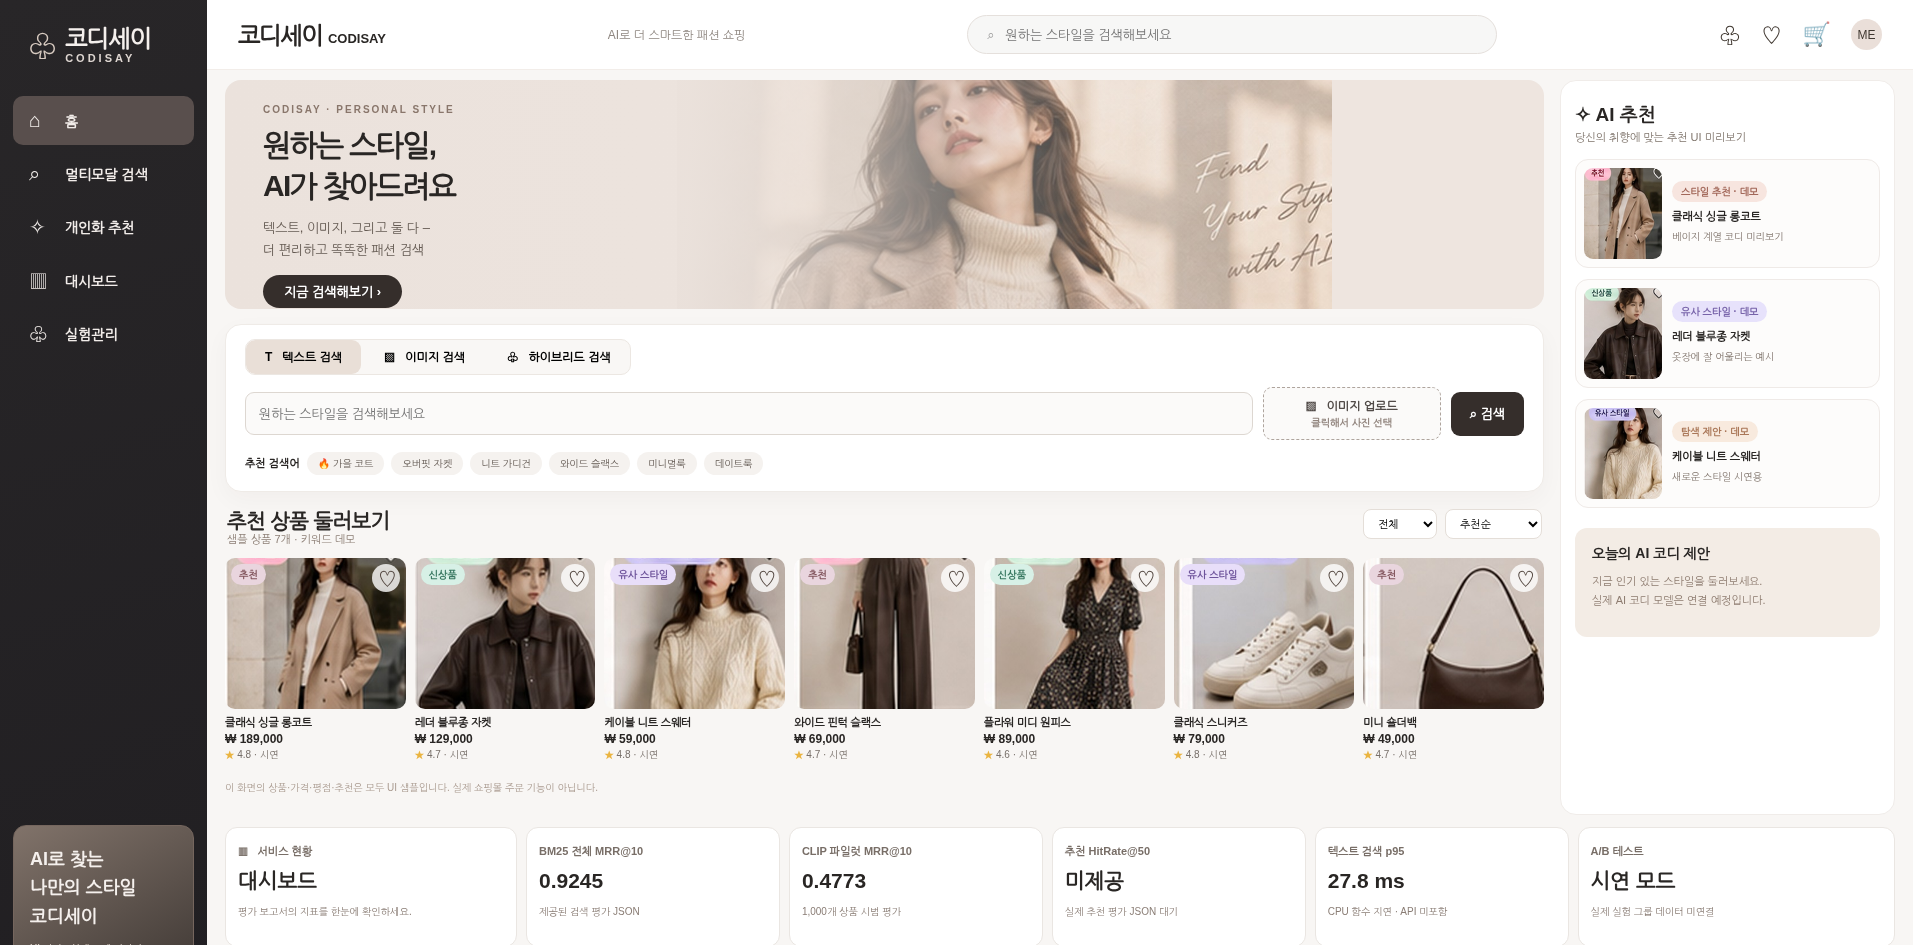 코디세이
CODISAY
홈
멀티모달 검색
개인화 추천
대시보드
실험관리
AI로 찾는
나만의 스타일
코디세이
코디세이 CODISAY
AI로 더 스마트한 패션 쇼핑
원하는 스타일을 검색해보세요
ME
CODISAY · PERSONAL STYLE
원하는 스타일,
AI가 찾아드려요
텍스트, 이미지, 그리고 둘 다 –
더 편리하고 똑똑한 패션 검색
지금 검색해보기 ›
Find
Your
with AI
T 텍스트 검색
이미지 검색
하이브리드 검색
원하는 스타일을 검색해보세요
이미지 업로드
클릭해서 사진 선택
검색
추천 검색어
🔥 가을 코트
오버핏 자켓
니트 가디건
와이드 슬랙스
미니멀룩
데이트룩
추천 상품 둘러보기
샘플 상품 7개 · 키워드 데모
전체
추천순
추천
클래식 싱글 롱코트
₩ 189,000
★ 4.8 · 시연
신상품
레더 블루종 자켓
₩ 129,000
★ 4.7 · 시연
유사 스타일
케이블 니트 스웨터
₩ 59,000
★ 4.8 · 시연
추천
와이드 핀턱 슬랙스
₩ 69,000
★ 4.7 · 시연
신상품
플라워 미디 원피스
₩ 89,000
★ 4.6 · 시연
유사 스타일
클래식 스니커즈
₩ 79,000
★ 4.8 · 시연
추천
미니 숄더백
₩ 49,000
★ 4.7 · 시연
이 화면의 상품·가격·평점·추천은 모두 UI 샘플입니다. 실제 쇼핑몰 주문 기능이 아닙니다.
✧ AI 추천
당신의 취향에 맞는 추천 UI 미리보기
추천
스타일 추천 · 데모
클래식 싱글 롱코트
베이지 계열 코디 미리보기
신상품
유사 스타일 · 데모
레더 블루종 자켓
옷장에 잘 어울리는 예시
유사 스타일
탐색 제안 · 데모
케이블 니트 스웨터
새로운 스타일 시연용
오늘의 AI 코디 제안
지금 인기 있는 스타일을 둘러보세요.
실제 AI 코디 모델은 연결 예정입니다.
서비스 현황
대시보드
평가 보고서의 지표를 한눈에 확인하세요.
BM25 전체 MRR@10
0.9245
제공된 검색 평가 JSON
CLIP 파일럿 MRR@10
0.4773
1,000개 상품 시범 평가
추천 HitRate@50
미제공
실제 추천 평가 JSON 대기
텍스트 검색 p95
27.8 ms
CPU 함수 지연 · API 미포함
A/B 테스트
시연 모드
실제 실험 그룹 데이터 미연결